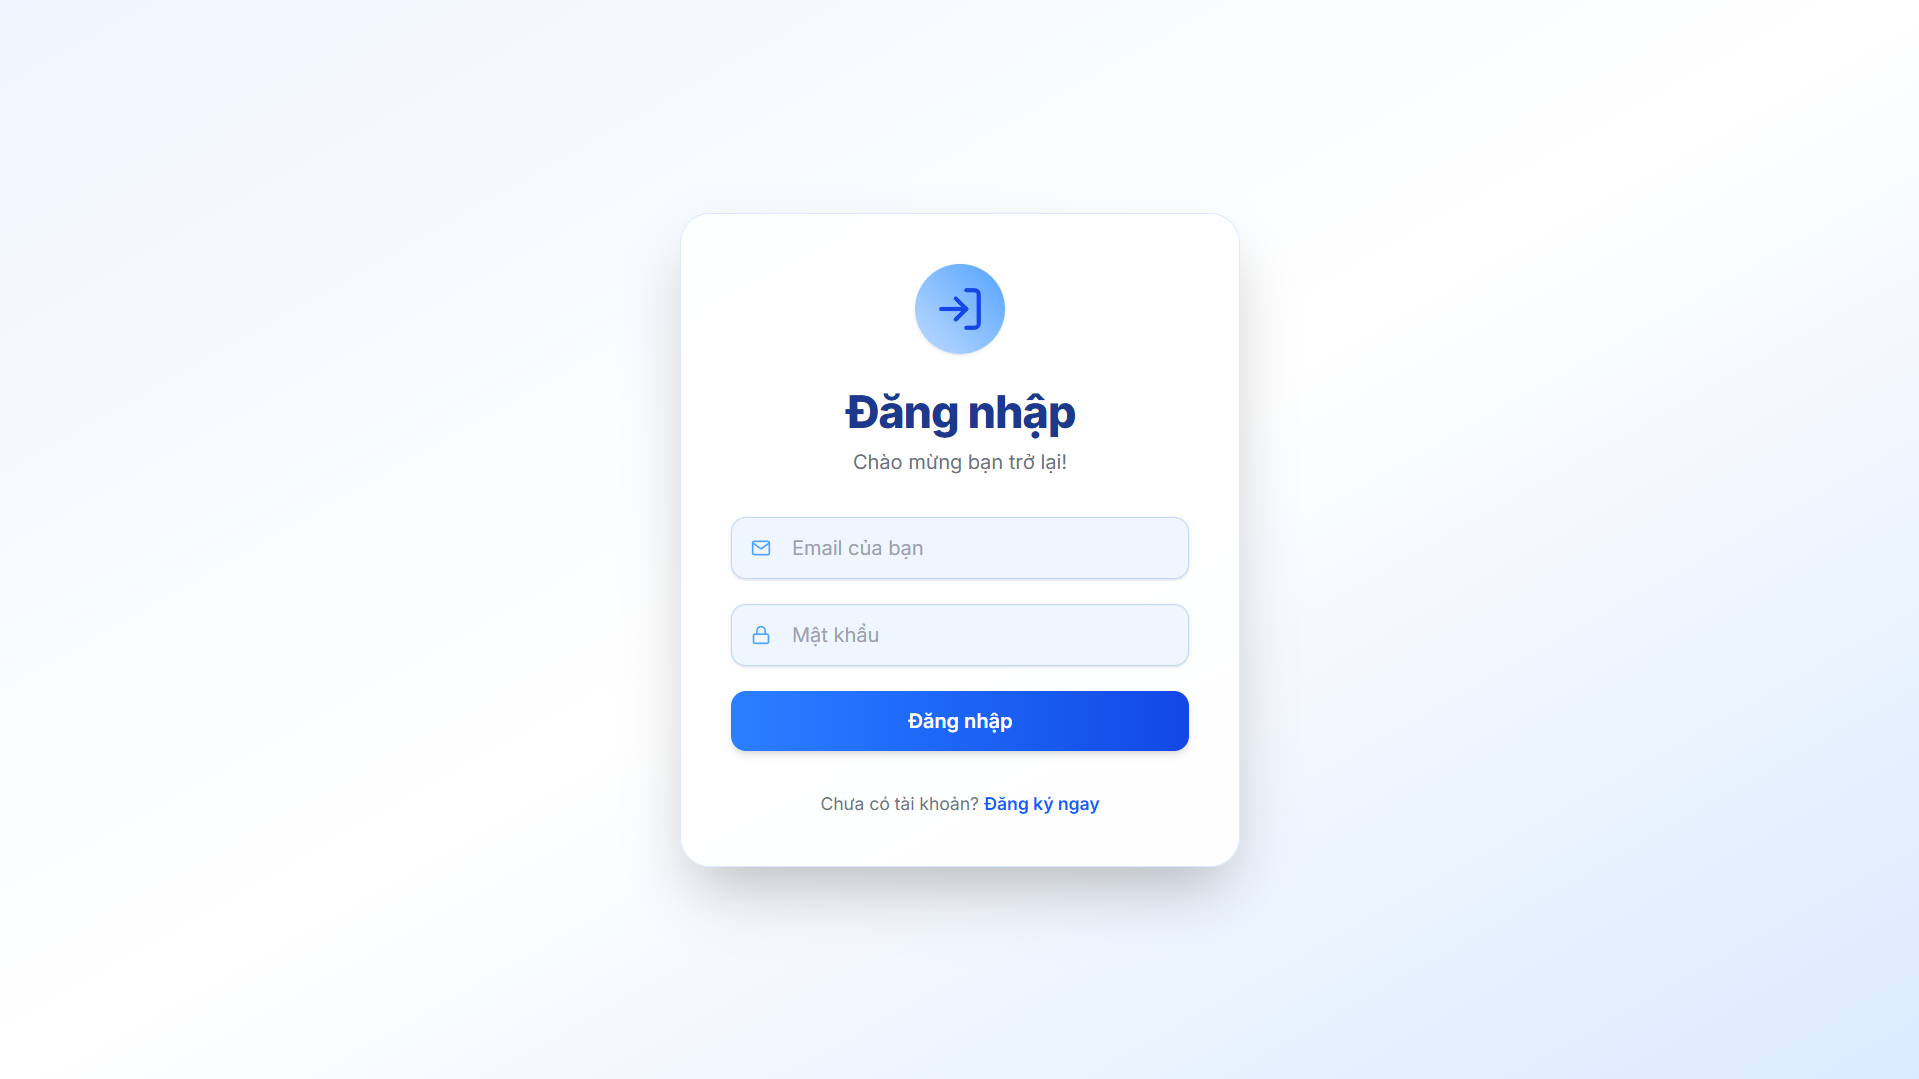 Đăng nhập
Chào mừng bạn trở lại!
Email của bạn
Mật khẩu
Đăng nhập
Chưa có tài khoản? Đăng ký ngay